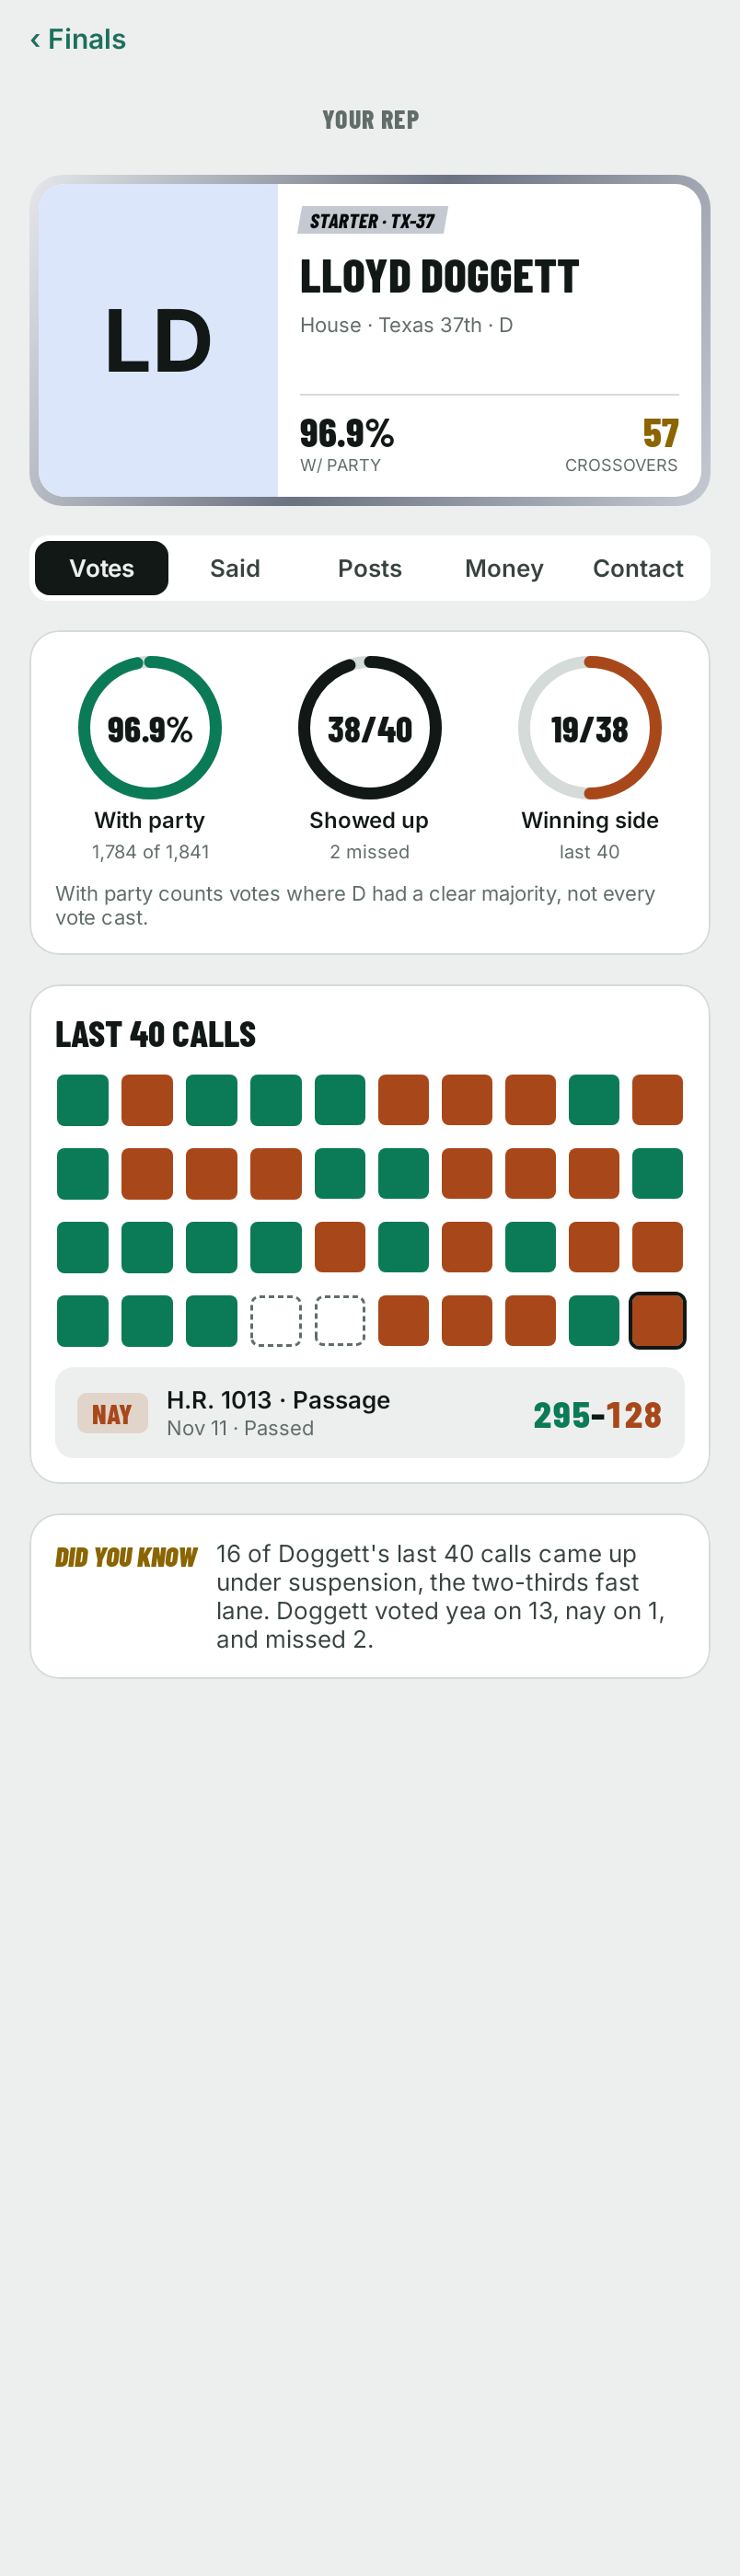 ‹ Finals
YOUR REP
LD
STARTER · TX-37
LLOYD DOGGETT
House · Texas 37th · D
96.9%
W/ PARTY
57
CROSSOVERS
Votes
Said
Posts
Money
Contact
96.9%
With party
1,784 of 1,841
38/40
Showed up
2 missed
19/38
Winning side
last 40
With party counts votes where D had a clear majority, not every
vote cast.
LAST 40 CALLS
NAY
H.R. 1013 · Passage
Nov 11 · Passed
295–128
DID YOU KNOW
16 of Doggett's last 40 calls came up
under suspension, the two-thirds fast
lane. Doggett voted yea on 13, nay on 1,
and missed 2.